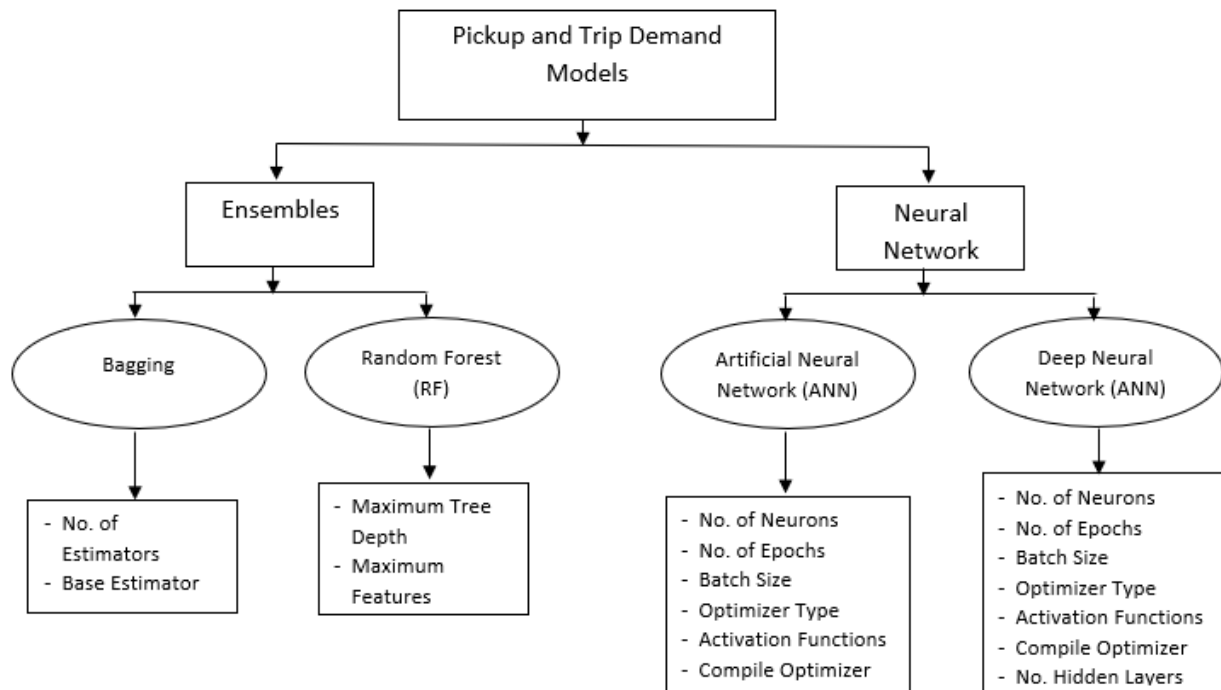 Pickup and Trip Demand
Models
Ensembles
Neural
Network
Bagging
Random Forest
(RF)
Artificial Neural
Network (ANN)
Deep Neural
Network (ANN)
- No. of
Estimators
- Base Estimator
- Maximum Tree
Depth
- Maximum
Features
- No. of Neurons
- No. of Epochs
- Batch Size
- Optimizer Type
- Activation Functions
- Compile Optimizer
- No. of Neurons
- No. of Epochs
- Batch Size
- Optimizer Type
- Activation Functions
- Compile Optimizer
- No. Hidden Layers